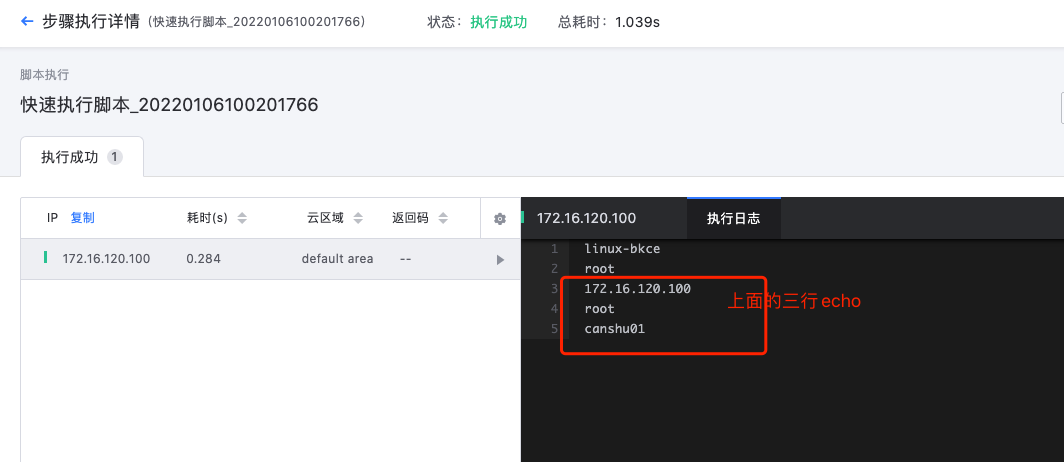 步骤执行详情 (快速执行脚本_20220106100201766) 状态：执行成功 总耗时：1.039s
脚本执行
快速执行脚本_20220106100201766
执行成功 1
IP 复制 耗时(s) 云区域 返回码
172.16.120.100 0.284 default area --
172.16.120.100 执行日志
1 linux-bkce
2 root
3 172.16.120.100
上面的三行echo
4 root
5 canshu01